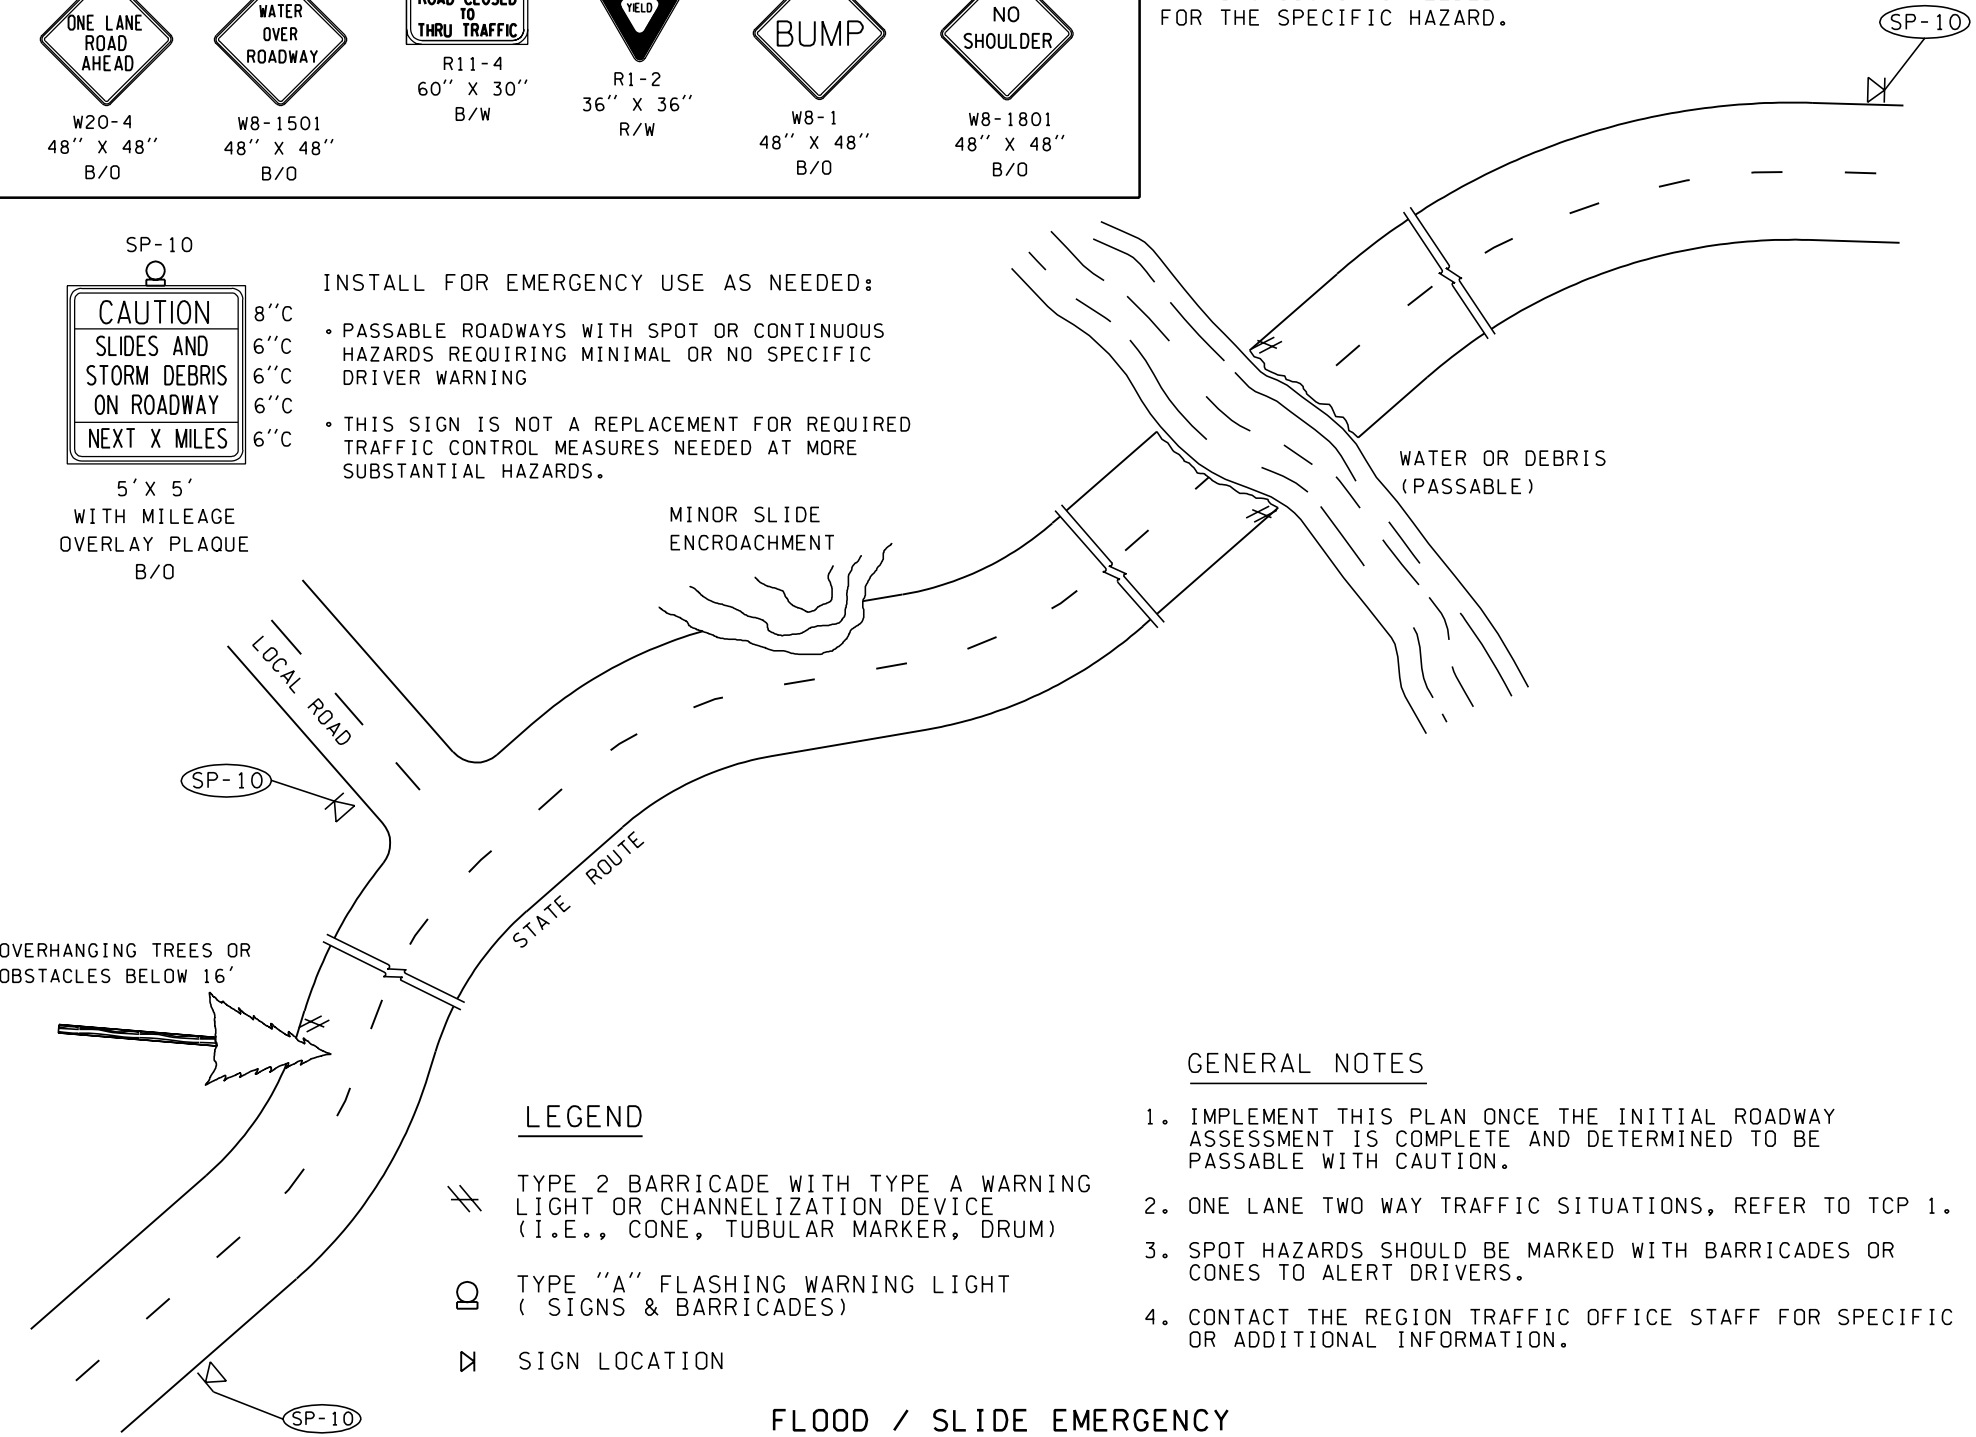 ONE LANE
ROAD
AHEAD
W20-4
48" X 48"
B/O
WATER
OVER
ROADWAY
W8-1501
48" X 48"
B/O
ROAD CLOSED
TO
THRU TRAFFIC
R11-4
60" X 30"
B/W
YIELD
R1-2
36" X 36"
R/W
BUMP
W8-1
48" X 48"
B/O
NO
SHOULDER
W8-1801
48" X 48"
B/O
FOR THE SPECIFIC HAZARD.
SP-10
SP-10
CAUTION 8"C
SLIDES AND 6"C
STORM DEBRIS 6"C
ON ROADWAY 6"C
NEXT X MILES 6"C
5' X 5'
WITH MILEAGE
OVERLAY PLAQUE
B/O
INSTALL FOR EMERGENCY USE AS NEEDED:
• PASSABLE ROADWAYS WITH SPOT OR CONTINUOUS
HAZARDS REQUIRING MINIMAL OR NO SPECIFIC
DRIVER WARNING
• THIS SIGN IS NOT A REPLACEMENT FOR REQUIRED
TRAFFIC CONTROL MEASURES NEEDED AT MORE
SUBSTANTIAL HAZARDS.
WATER OR DEBRIS
(PASSABLE)
MINOR SLIDE
ENCROACHMENT
LOCAL ROAD
SP-10
STATE ROUTE
OVERHANGING TREES OR
OBSTACLES BELOW 16'
SP-10
LEGEND
TYPE 2 BARRICADE WITH TYPE A WARNING
LIGHT OR CHANNELIZATION DEVICE
(I.E., CONE, TUBULAR MARKER, DRUM)
TYPE "A" FLASHING WARNING LIGHT
( SIGNS & BARRICADES)
SIGN LOCATION
GENERAL NOTES
1. IMPLEMENT THIS PLAN ONCE THE INITIAL ROADWAY
ASSESSMENT IS COMPLETE AND DETERMINED TO BE
PASSABLE WITH CAUTION.
2. ONE LANE TWO WAY TRAFFIC SITUATIONS, REFER TO TCP 1.
3. SPOT HAZARDS SHOULD BE MARKED WITH BARRICADES OR
CONES TO ALERT DRIVERS.
4. CONTACT THE REGION TRAFFIC OFFICE STAFF FOR SPECIFIC
OR ADDITIONAL INFORMATION.
FLOOD / SLIDE EMERGENCY